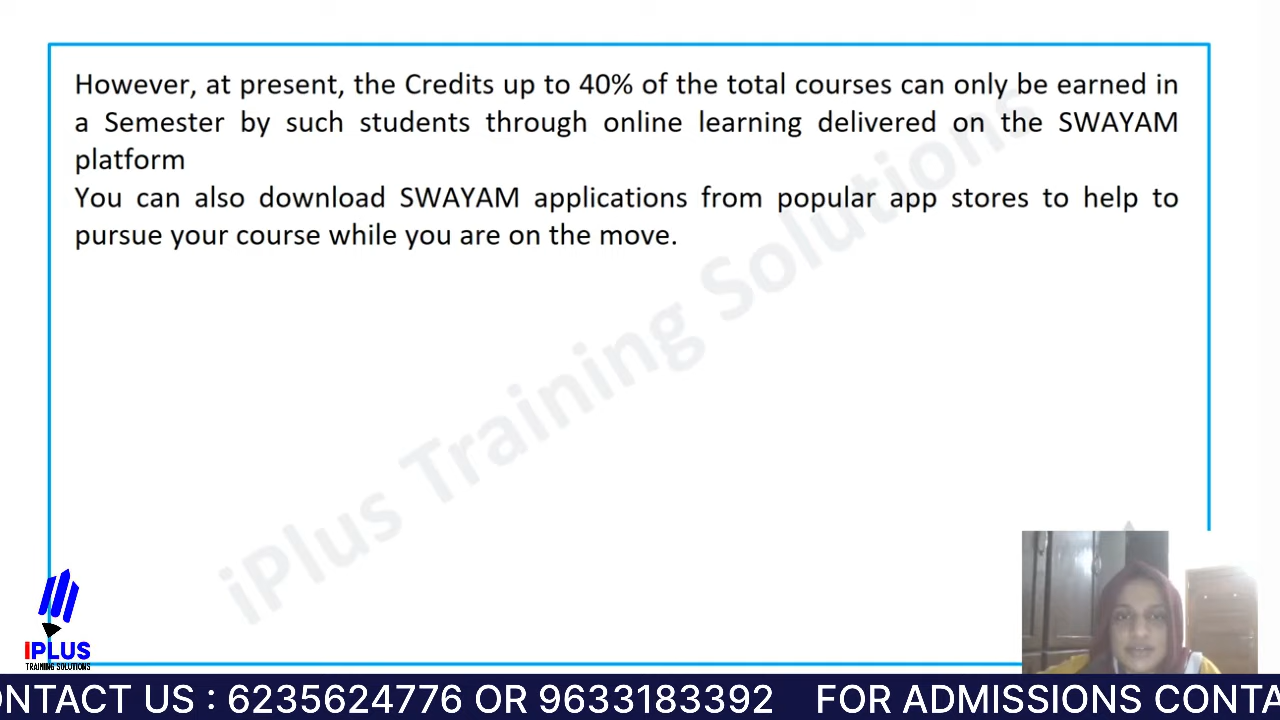 However, at present, the Credits up to 40% of the total courses can only be earned in
a Semester by such students through online learning delivered on the SWAYAM
platform
You can also download SWAYAM applications from popular app stores to help to
pursue your course while you are on the move.
iPlus Training Solutions
IPLUS
TRAINING SOLUTIONS
ONTACT US : 6235624776 OR 9633183392 FOR ADMISSIONS CONTA